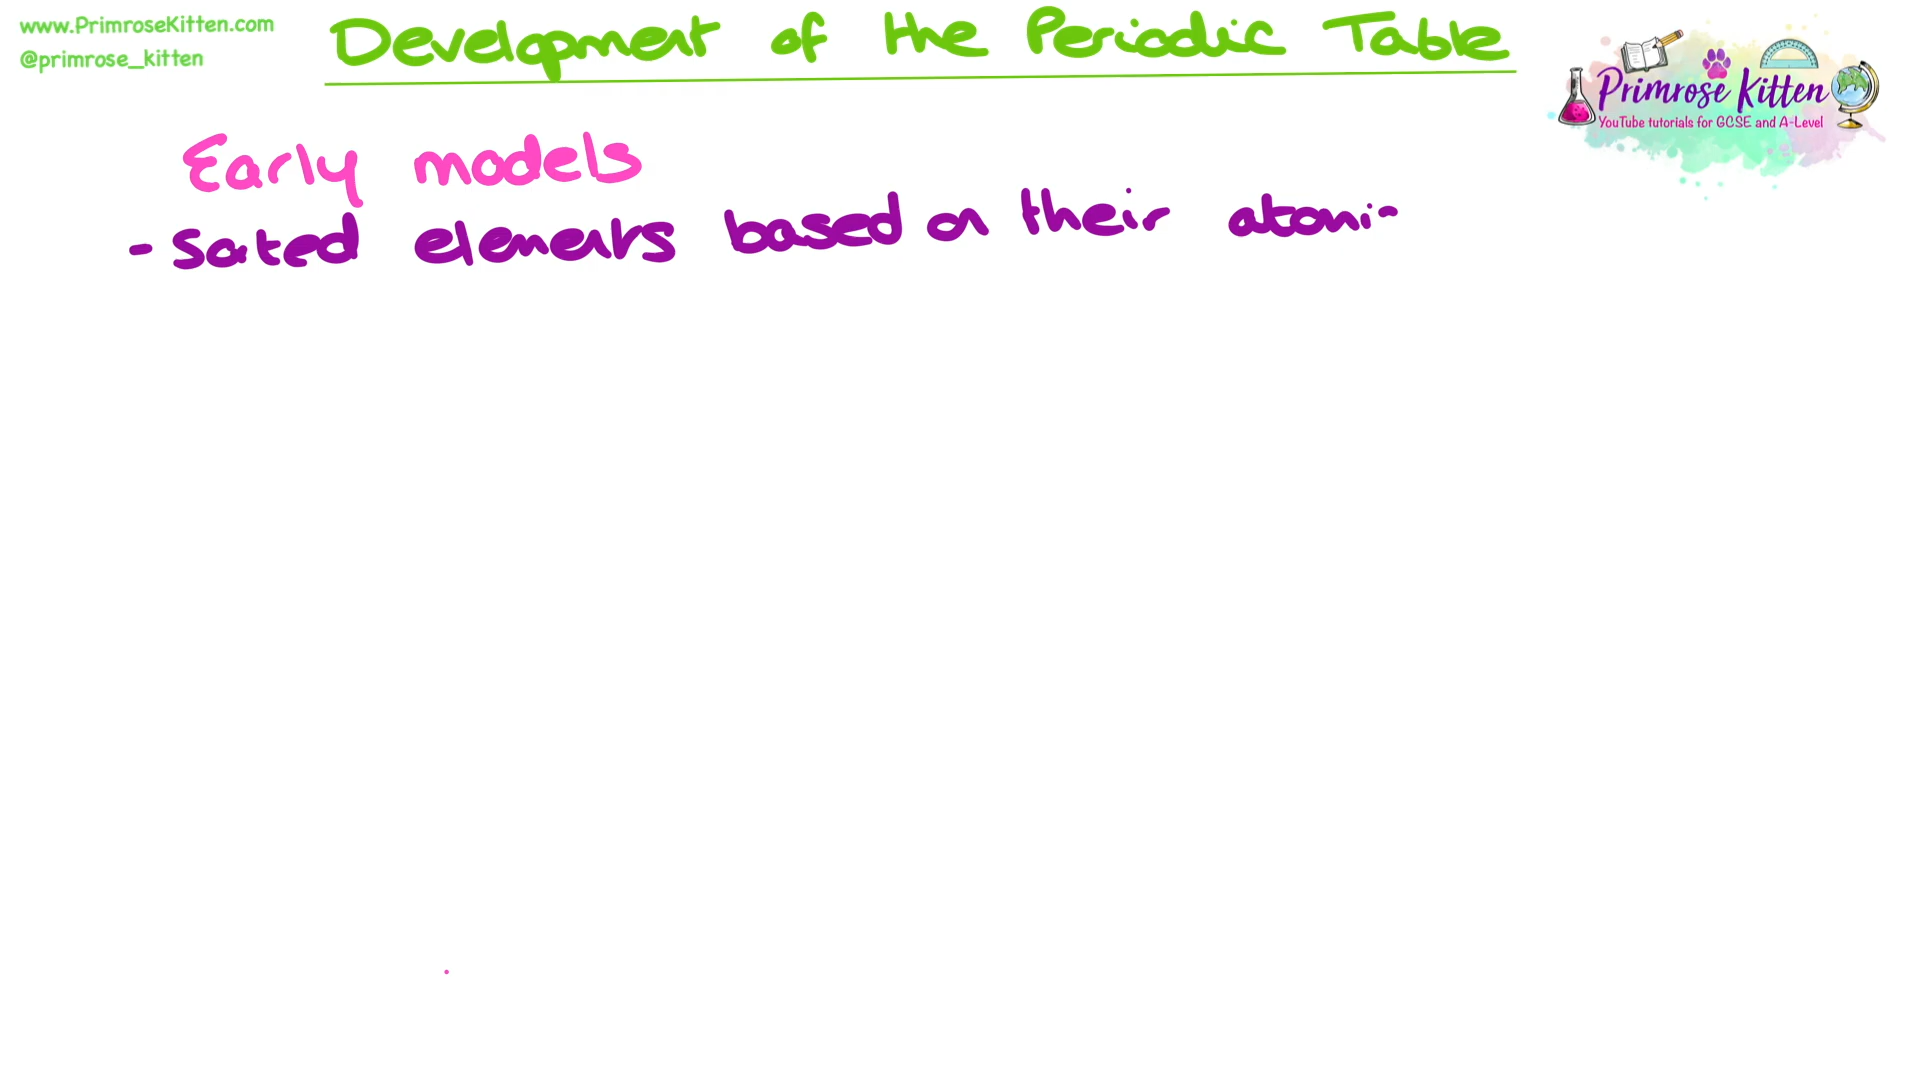 www.PrimroseKitten.com
@primrose_kitten
Development of the Periodic Table
Primrose Kitten
YouTube tutorials for GCSE and A-Level
Early models
- Sorted elements based on their atomi